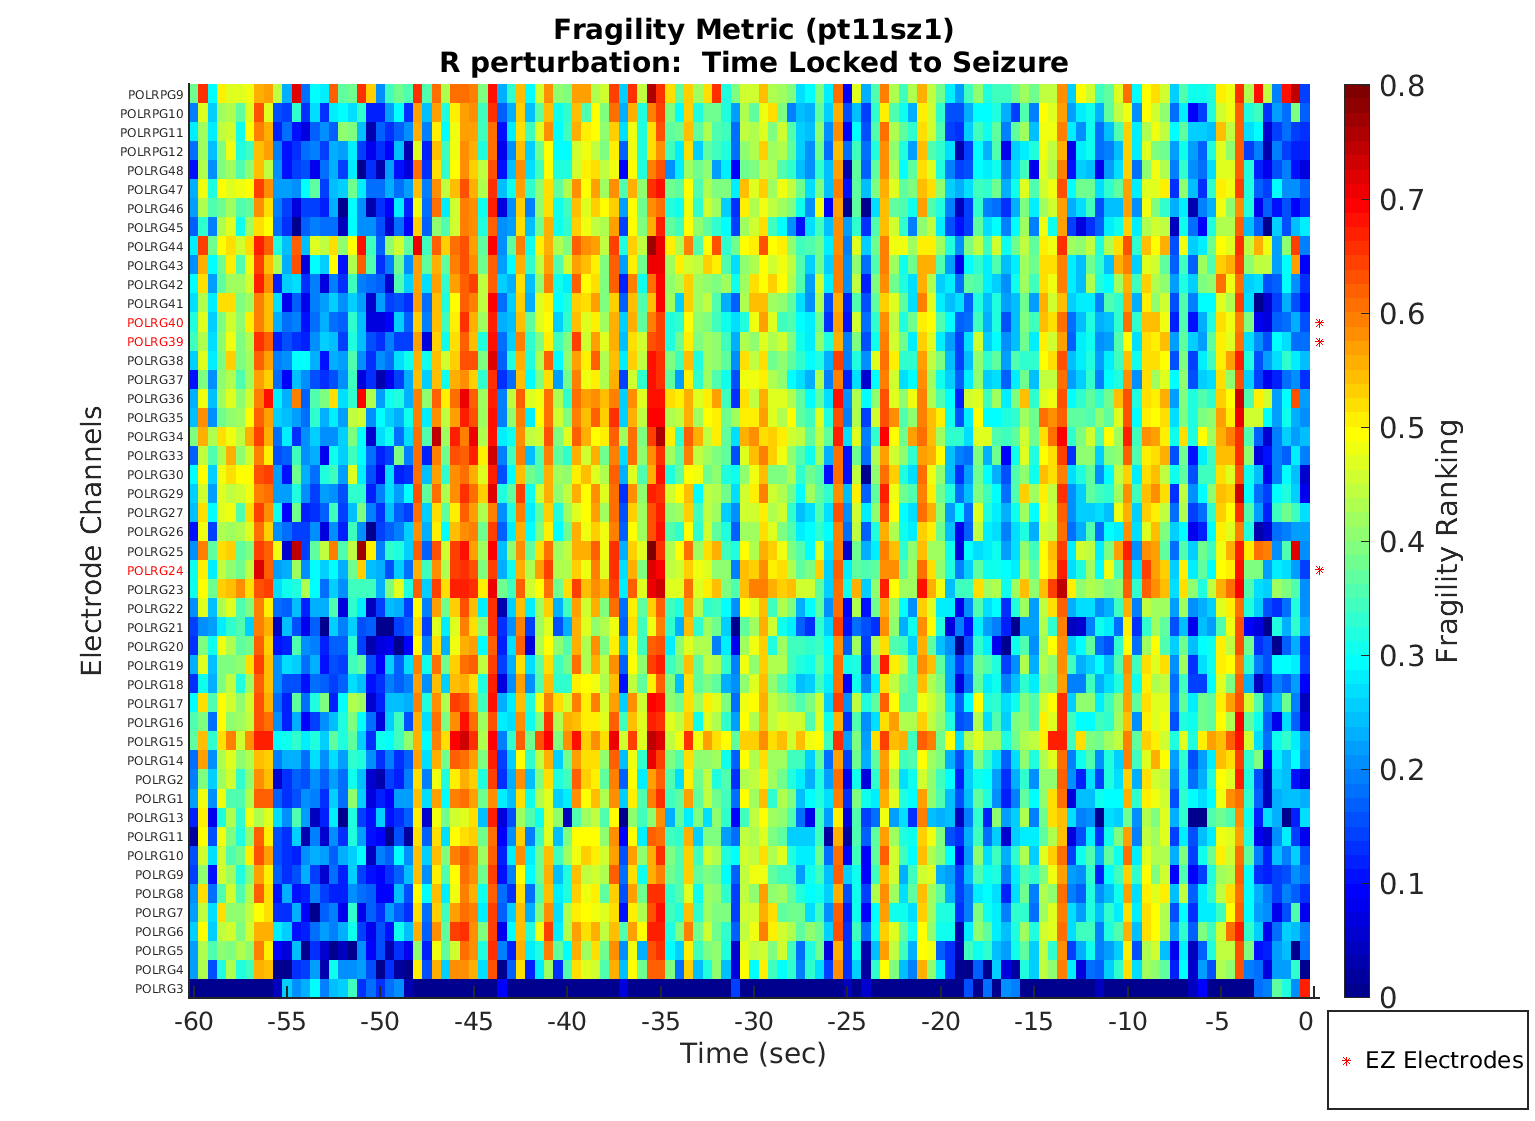 Fragility Metric (pt11sz1)
R perturbation:  Time Locked to Seizure
Electrode Channels
POLRPG9
POLRPG10
POLRPG11
POLRPG12
POLRG48
POLRG47
POLRG46
POLRG45
POLRG44
POLRG43
POLRG42
POLRG41
POLRG40
POLRG39
POLRG38
POLRG37
POLRG36
POLRG35
POLRG34
POLRG33
POLRG30
POLRG29
POLRG27
POLRG26
POLRG25
POLRG24
POLRG23
POLRG22
POLRG21
POLRG20
POLRG19
POLRG18
POLRG17
POLRG16
POLRG15
POLRG14
POLRG2
POLRG1
POLRG13
POLRG11
POLRG10
POLRG9
POLRG8
POLRG7
POLRG6
POLRG5
POLRG4
POLRG3
-60 -55 -50 -45 -40 -35 -30 -25 -20 -15 -10 -5 0
Time (sec)
0.8
0.7
0.6
0.5
0.4
0.3
0.2
0.1
0
Fragility Ranking
* EZ Electrodes